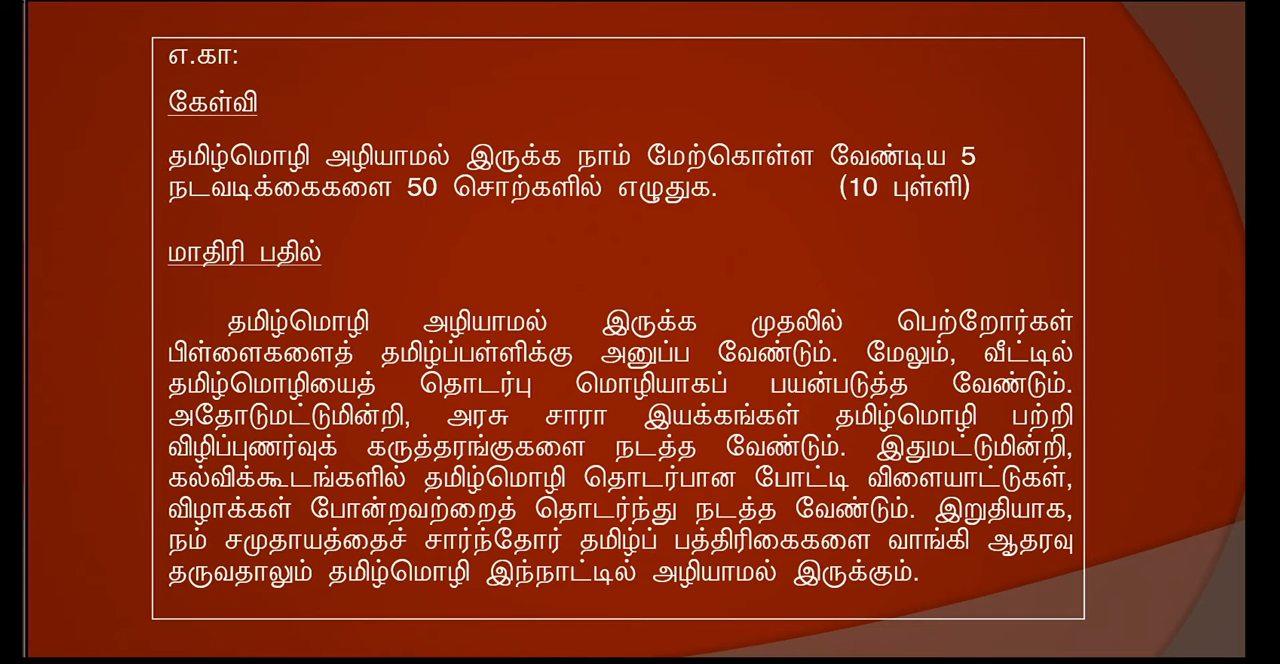 எ.கா:
கேள்வி
தமிழ்மொழி அழியாமல் இருக்க நாம் மேற்கொள்ள வேண்டிய 5
நடவடிக்கைகளை 50 சொற்களில் எழுதுக. (10 புள்ளி)
மாதிரி பதில்
தமிழ்மொழி அழியாமல் இருக்க முதலில் பெற்றோர்கள்
பிள்ளைகளைத் தமிழ்ப்பள்ளிக்கு அனுப்ப வேண்டும். மேலும், வீட்டில்
தமிழ்மொழியைத் தொடர்பு மொழியாகப் பயன்படுத்த வேண்டும்.
அதோடுமட்டுமின்றி, அரசு சாரா இயக்கங்கள் தமிழ்மொழி பற்றி
விழிப்புணர்வுக் கருத்தரங்குகளை நடத்த வேண்டும். இதுமட்டுமின்றி,
கல்விக்கூடங்களில் தமிழ்மொழி தொடர்பான போட்டி விளையாட்டுகள்,
விழாக்கள் போன்றவற்றைத் தொடர்ந்து நடத்த வேண்டும். இறுதியாக,
நம் சமுதாயத்தைச் சார்ந்தோர் தமிழ்ப் பத்திரிகைகளை வாங்கி ஆதரவு
தருவதாலும் தமிழ்மொழி இந்நாட்டில் அழியாமல் இருக்கும்.